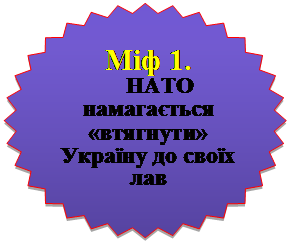 Міф 1.
НАТО
намагається
«втягнути»
Україну до своїх
лав